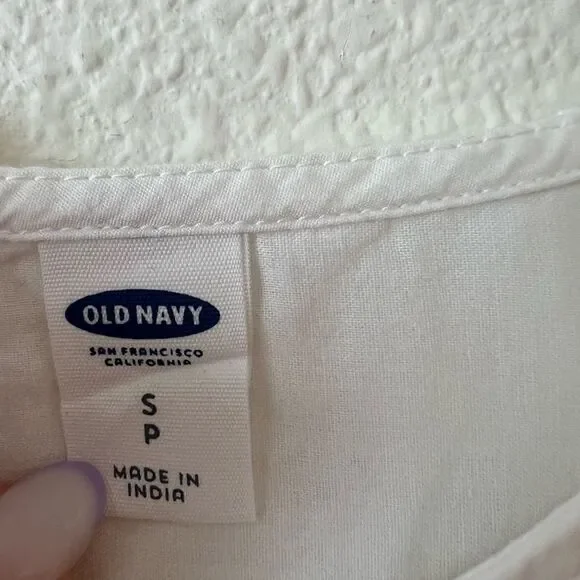 OLD NAVY
SAN FRANCISCO
CALIFORNIA
S
P
MADE IN
INDIA